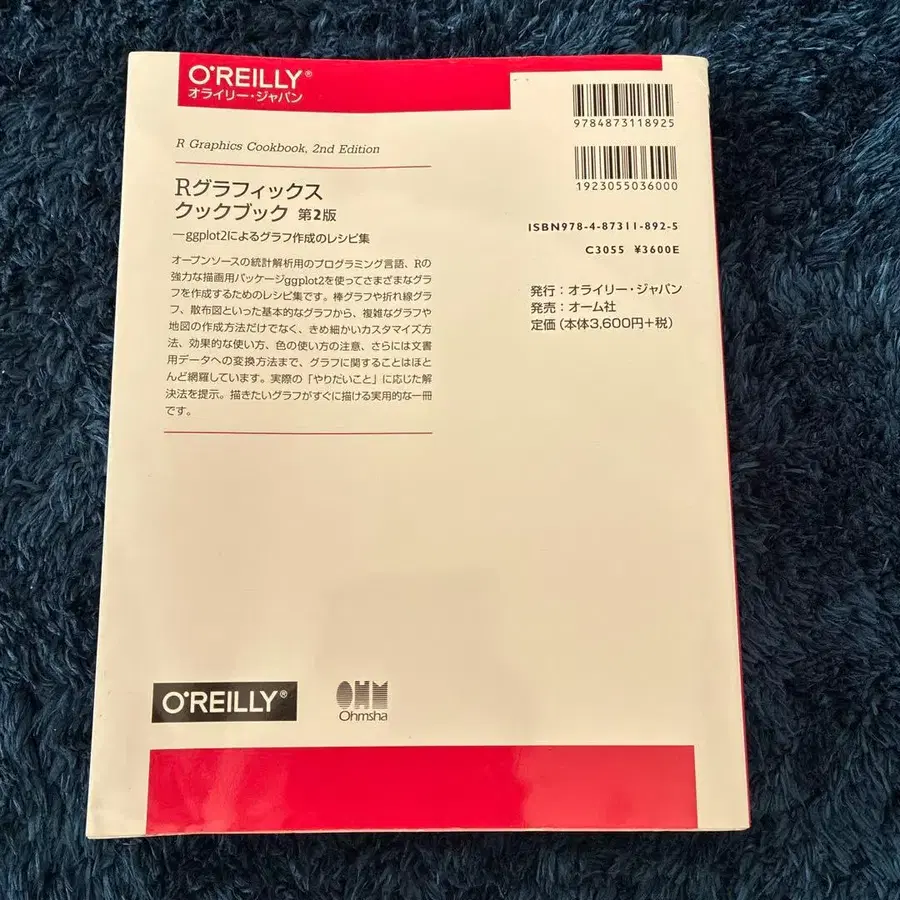 O'REILLY®
オライリー・ジャパン
R Graphics Cookbook, 2nd Edition
Rグラフィックス
クックブック 第2版
―ggplot2によるグラフ作成のレシピ集
オープンソースの統計解析用のプログラミング言語、Rの
強力な描画用パッケージggplot2を使ってさまざまなグラ
フを作成するためのレシピ集です。棒グラフや折れ線グラ
フ、散布図といった基本的なグラフから、複雑なグラフや
地図の作成方法だけでなく、きめ細かいカスタマイズ方
法、効果的な使い方、色の使い方の注意、さらには文書
用データへの変換方法まで、グラフに関することはほと
んど網羅しています。実際の「やりたいこと」に応じた解
決法を提示。描きたいグラフがすぐに描ける実用的な一冊
です。
9784873118925
1923055036000
ISBN978-4-87311-892-5
C3055 ¥3600E
発行：オライリー・ジャパン
発売：オーム社
定価（本体3,600円+税）
O'REILLY®
OHM
Ohmsha